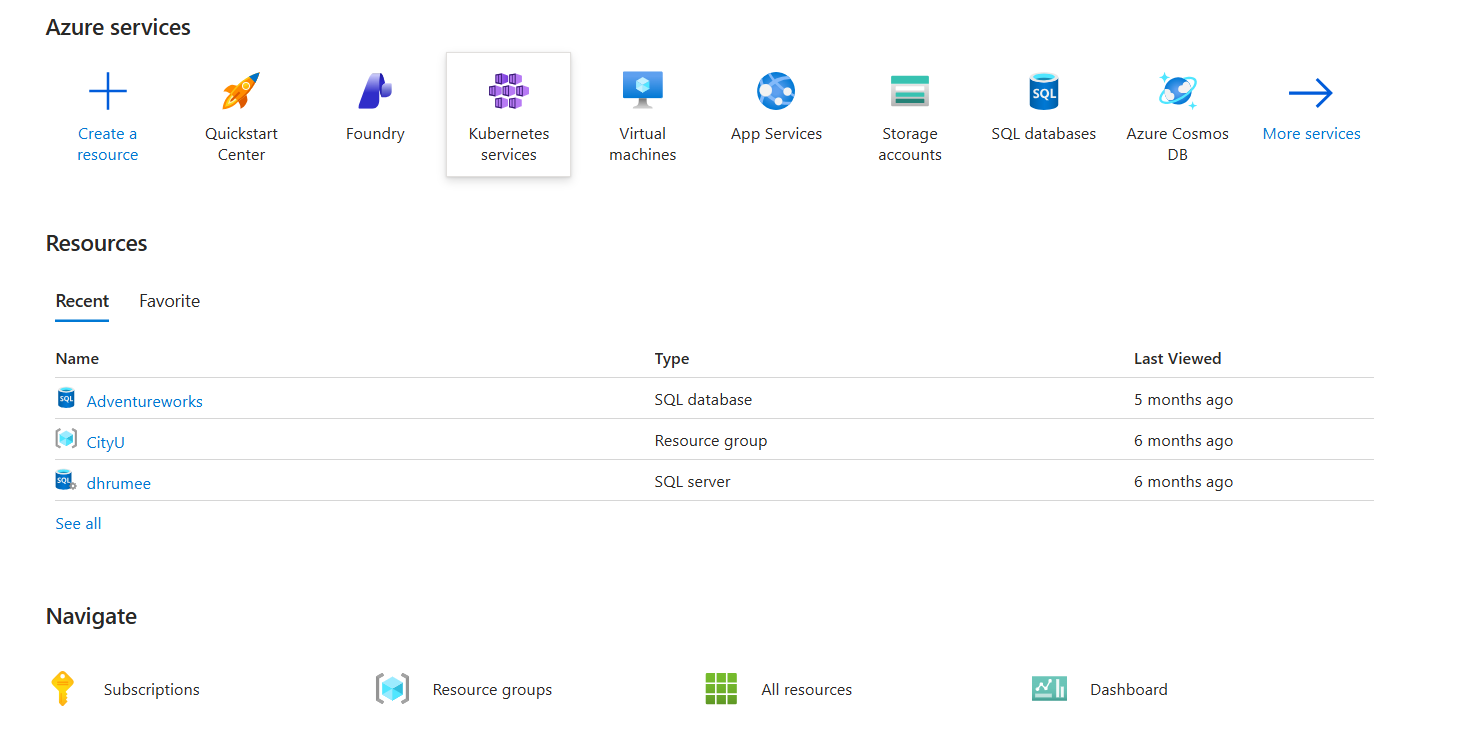 Azure services
Create a resource
Quickstart Center
Foundry
Kubernetes services
Virtual machines
App Services
Storage accounts
SQL databases
Azure Cosmos DB
More services
Resources
Recent Favorite
Name Type Last Viewed
SQL Adventureworks SQL database 5 months ago
CityU Resource group 6 months ago
SQL dhrumee SQL server 6 months ago
See all
Navigate
Subscriptions Resource groups All resources Dashboard